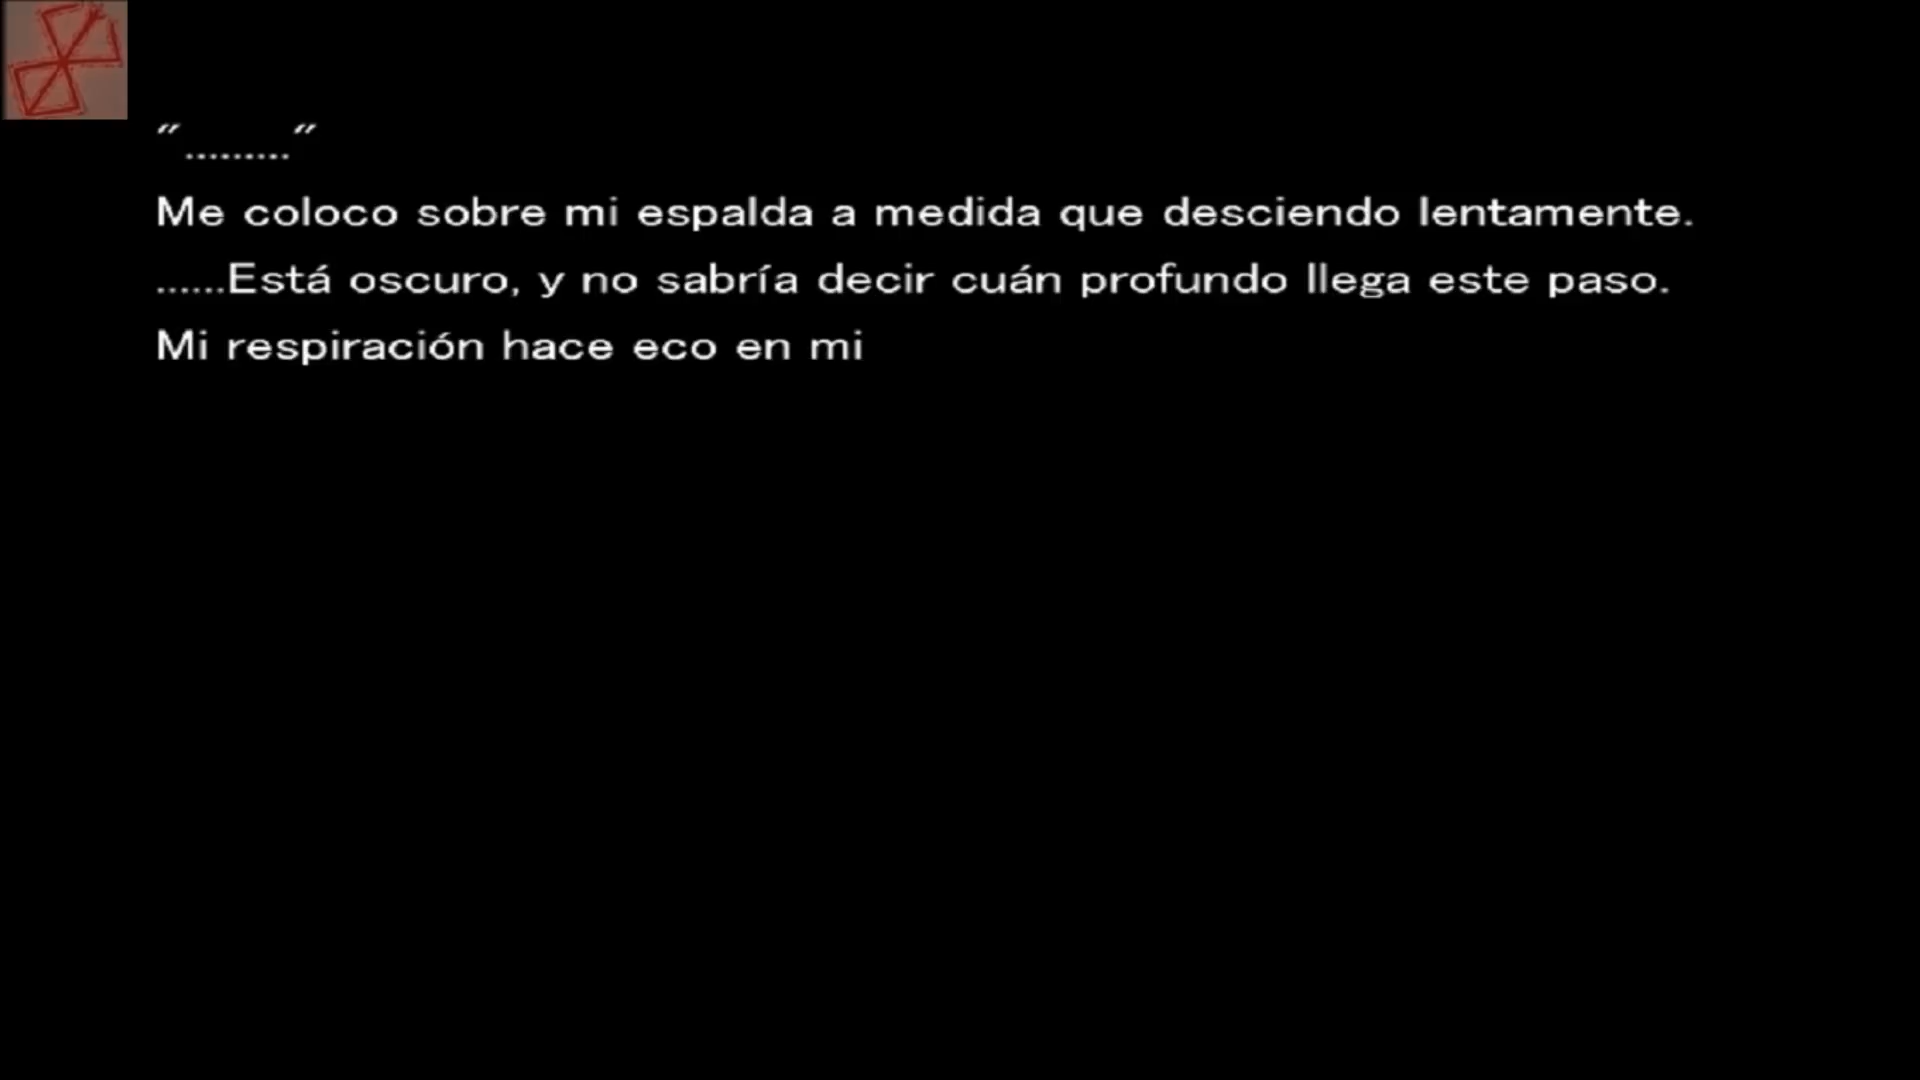 "........."
Me coloco sobre mi espalda a medida que desciendo lentamente.
......Está oscuro, y no sabría decir cuán profundo llega este paso.
Mi respiración hace eco en mi